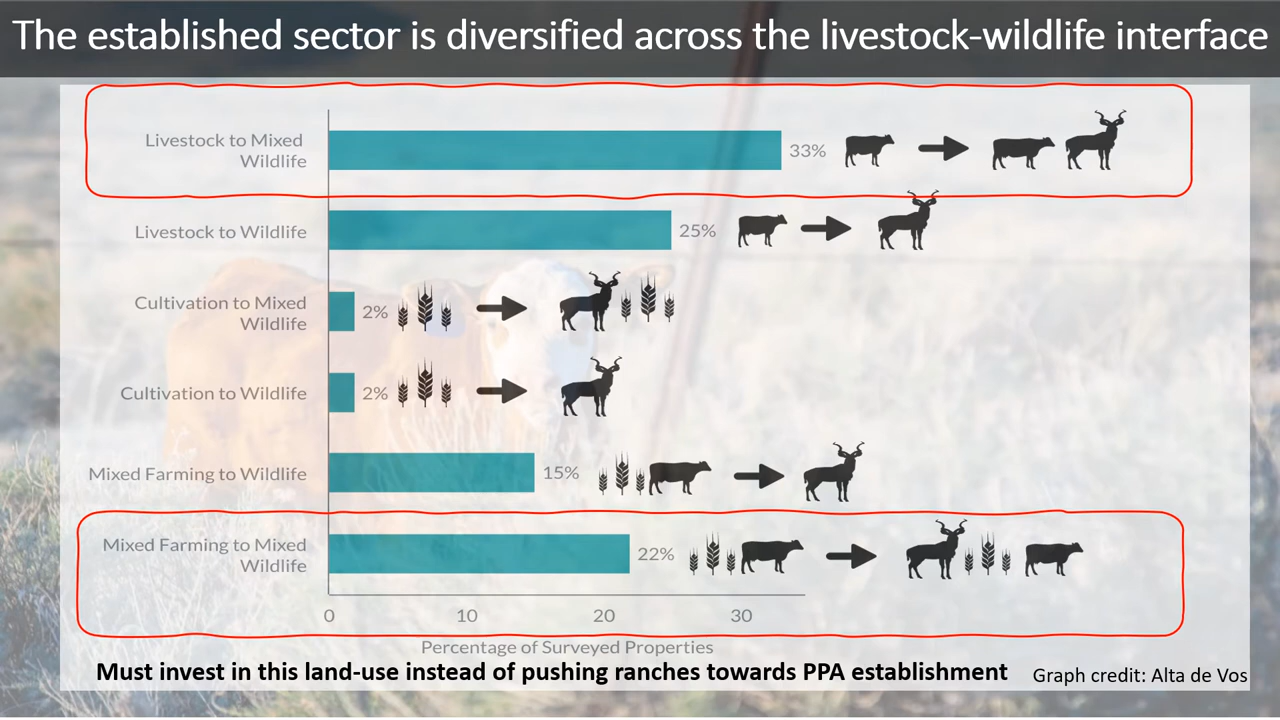 The established sector is diversified across the livestock-wildlife interface
Livestock to Mixed
Wildlife
33%
Livestock to Wildlife
25%
Cultivation to Mixed
Wildlife
2%
Cultivation to Wildlife
2%
Mixed Farming to Wildlife
15%
Mixed Farming to Mixed
Wildlife
22%
0 10 20 30
Percentage of Surveyed Properties
Must invest in this land-use instead of pushing ranches towards PPA establishment
Graph credit: Alta de Vos